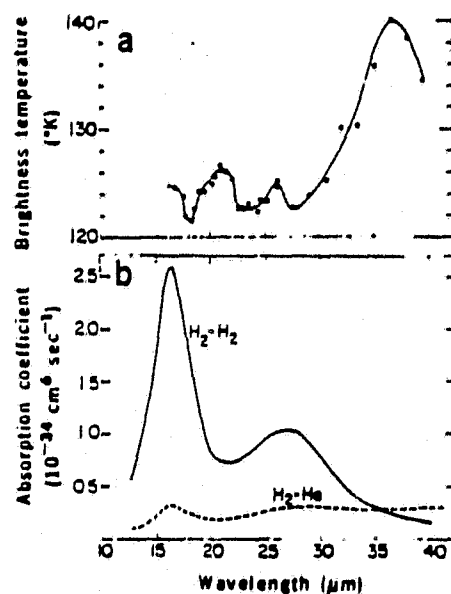 a
Brightness temperature
(°K)
140
130
120
b
Absorption coefficient
(10⁻³⁴ cm⁶ sec⁻¹)
2.5
2.0
1.5
1.0
0.5
H₂-H₂
H₂-He
10 15 20 25 30 35 40
Wavelength (μm)